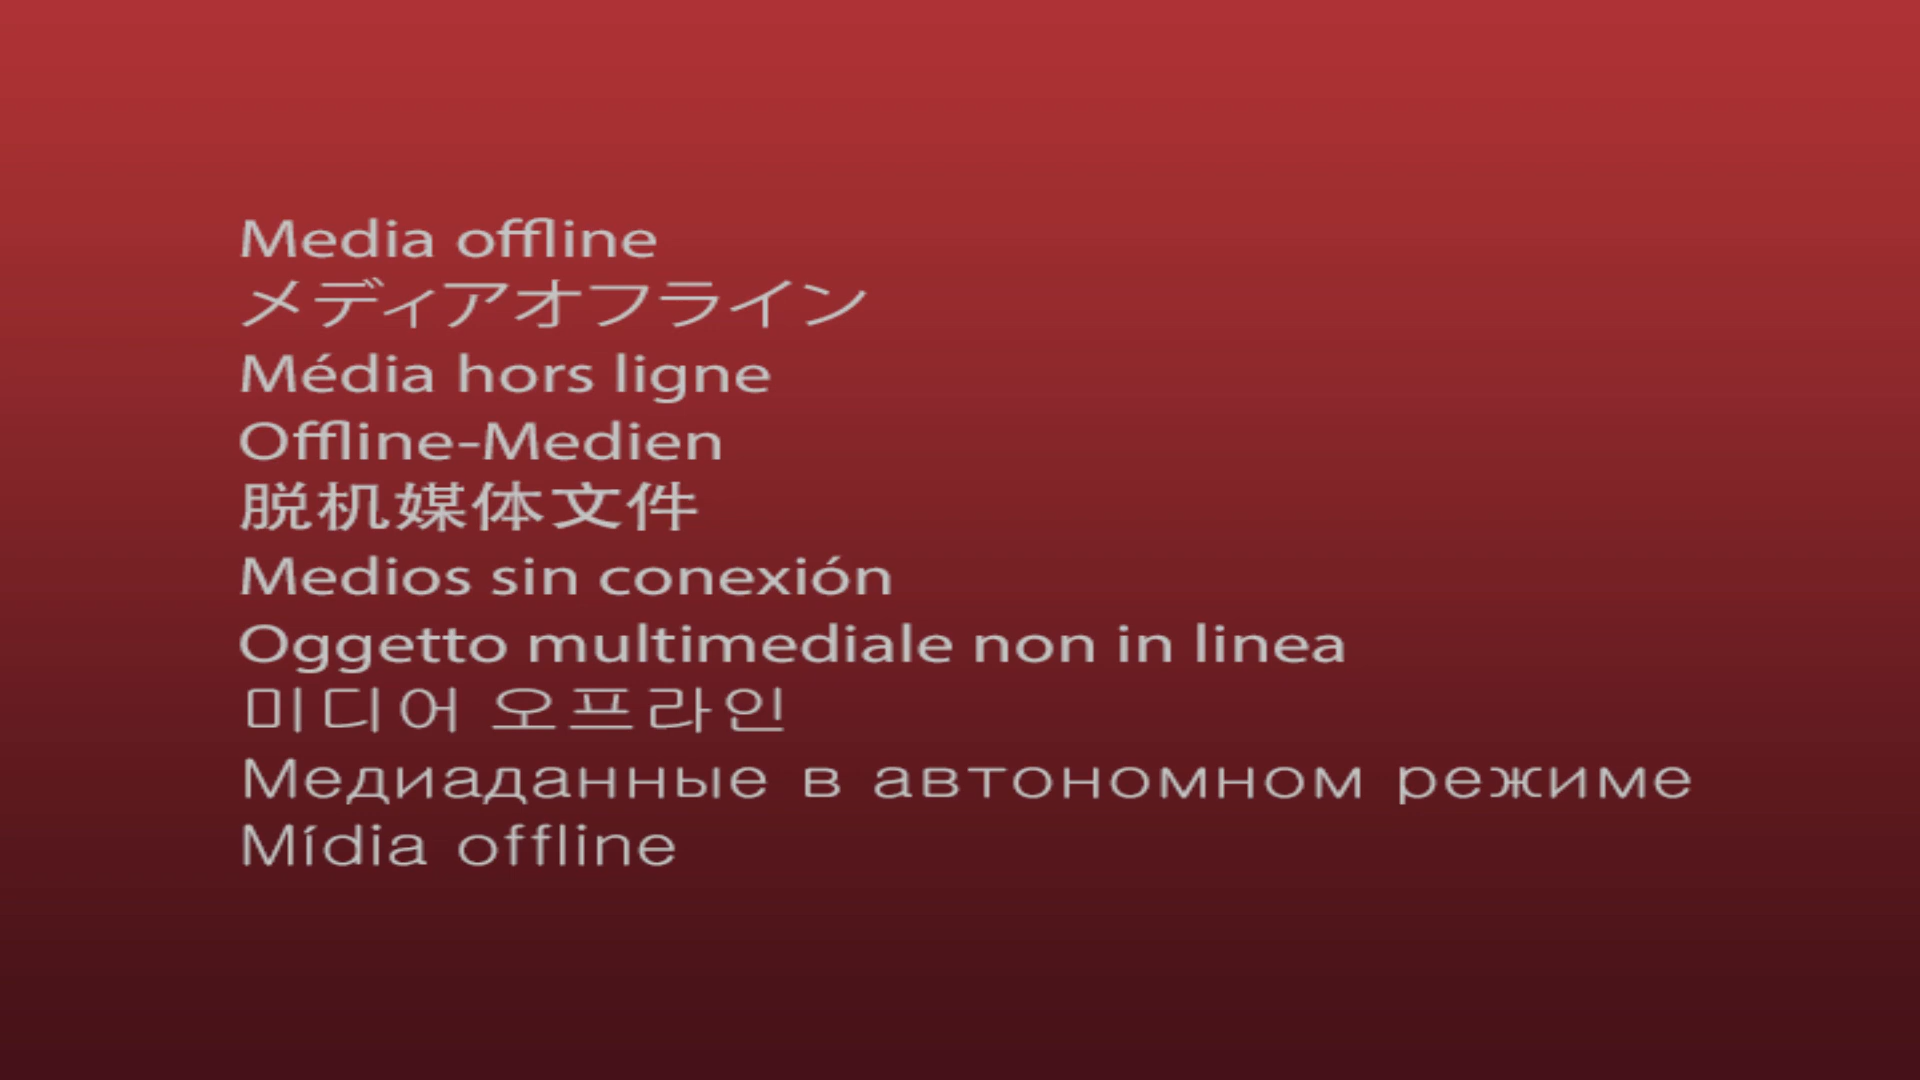 Media offline
メディアオフライン
Média hors ligne
Offline-Medien
脱机媒体文件
Medios sin conexión
Oggetto multimediale non in linea
미디어 오프라인
Медиаданные в автономном режиме
Mídia offline